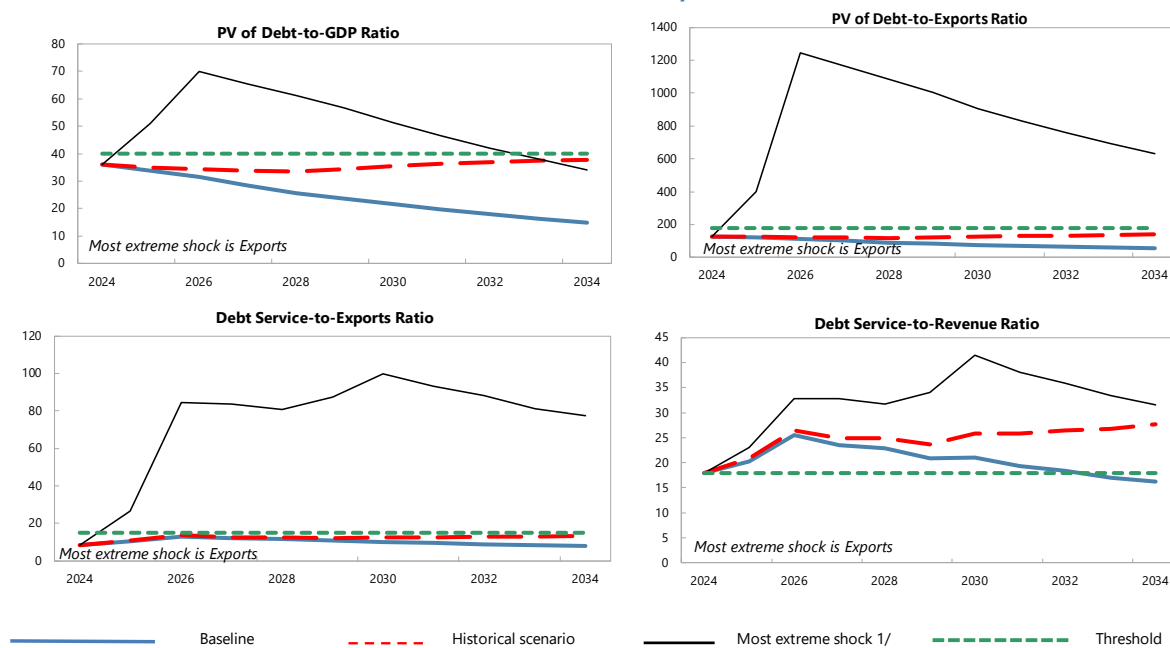 PV of Debt-to-GDP Ratio
80
70
60
50
40
30
20
10
0
Most extreme shock is Exports
2024 2026 2028 2030 2032 2034
PV of Debt-to-Exports Ratio
1400
1200
1000
800
600
400
200
0
Most extreme shock is Exports
2024 2026 2028 2030 2032 2034
Debt Service-to-Exports Ratio
120
100
80
60
40
20
0
Most extreme shock is Exports
2024 2026 2028 2030 2032 2034
Debt Service-to-Revenue Ratio
45
40
35
30
25
20
15
10
5
0
Most extreme shock is Exports
2024 2026 2028 2030 2032 2034
Baseline Historical scenario Most extreme shock 1/ Threshold